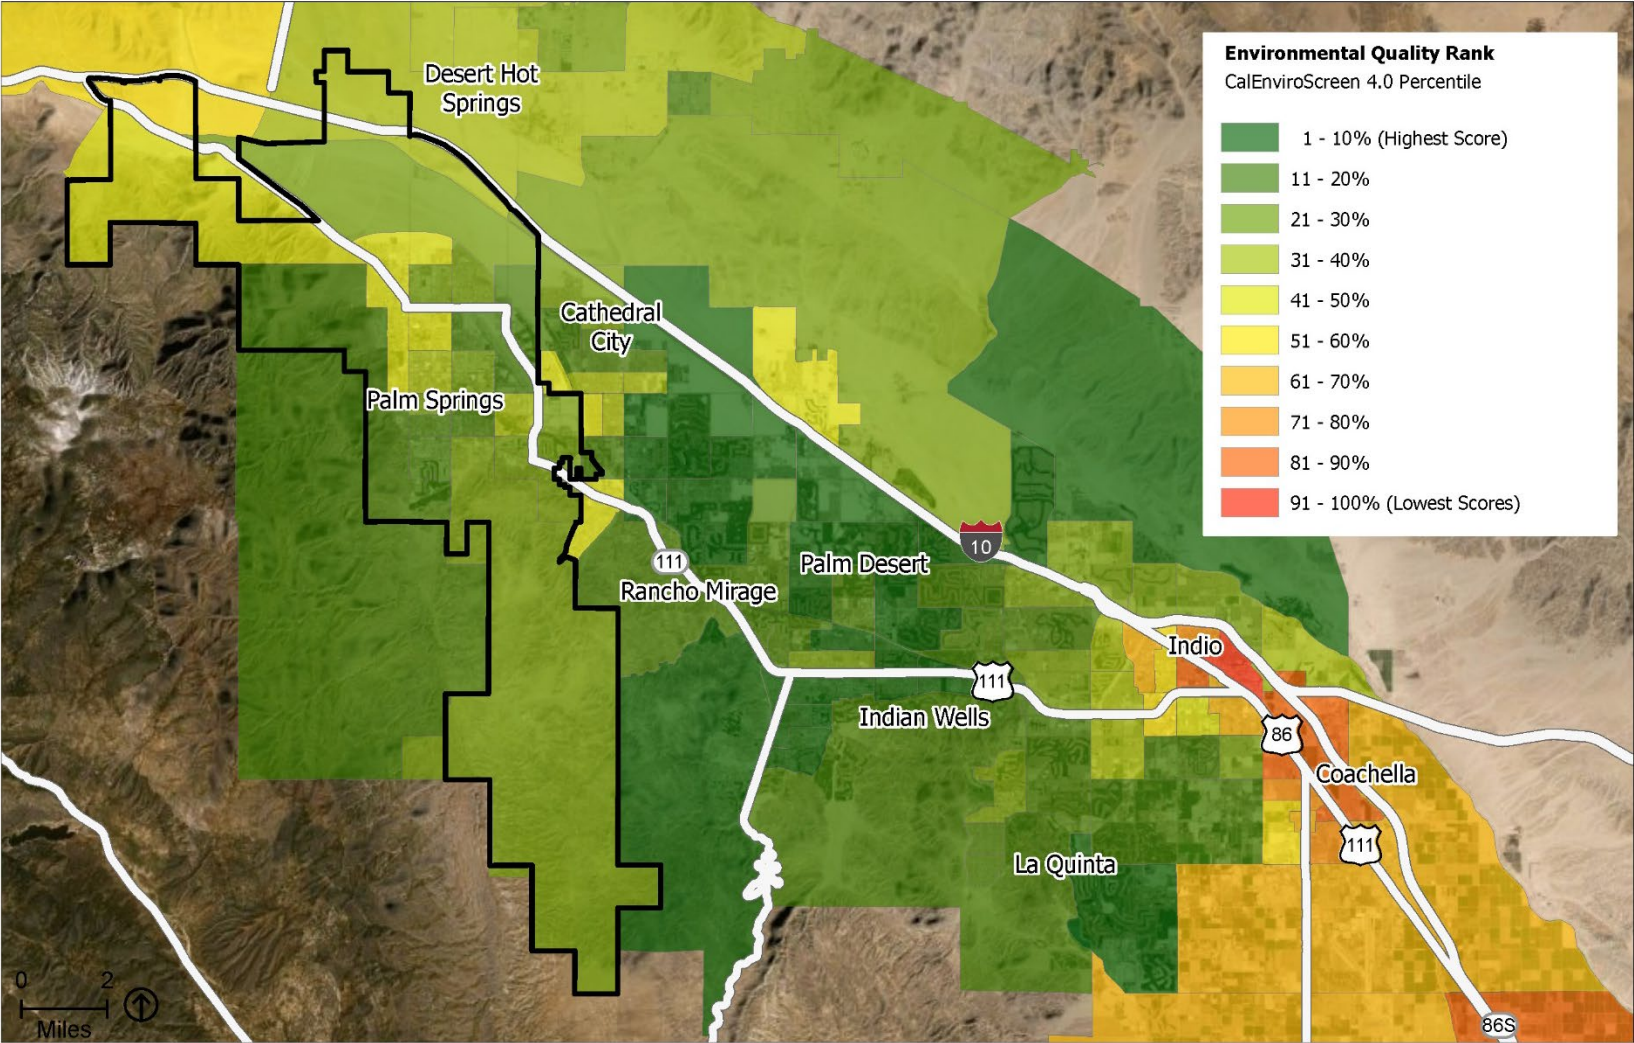 Environmental Quality Rank
CalEnviroScreen 4.0 Percentile
1 - 10% (Highest Score)
11 - 20%
21 - 30%
31 - 40%
41 - 50%
51 - 60%
61 - 70%
71 - 80%
81 - 90%
91 - 100% (Lowest Scores)
Desert Hot
Springs
Cathedral
City
Palm Springs
10
111
Palm Desert
Rancho Mirage
Indio
111
Indian Wells
86
Coachella
111
La Quinta
0 2
Miles
86S